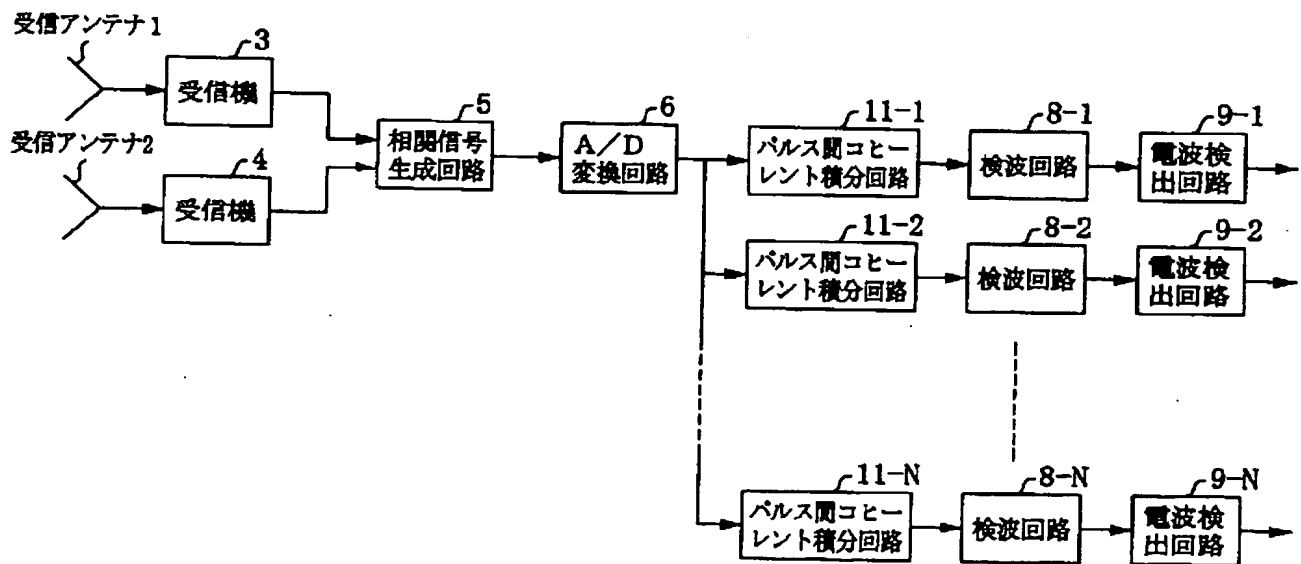 受信アンテナ1
3
受信機
受信アンテナ2
4
受信機
5
相関信号
生成回路
6
A/D
変換回路
11-1
パルス間コヒー
レント積分回路
8-1
検波回路
9-1
電波検
出回路
11-2
パルス間コヒー
レント積分回路
8-2
検波回路
9-2
電波検
出回路
11-N
パルス間コヒー
レント積分回路
8-N
検波回路
9-N
電波検
出回路